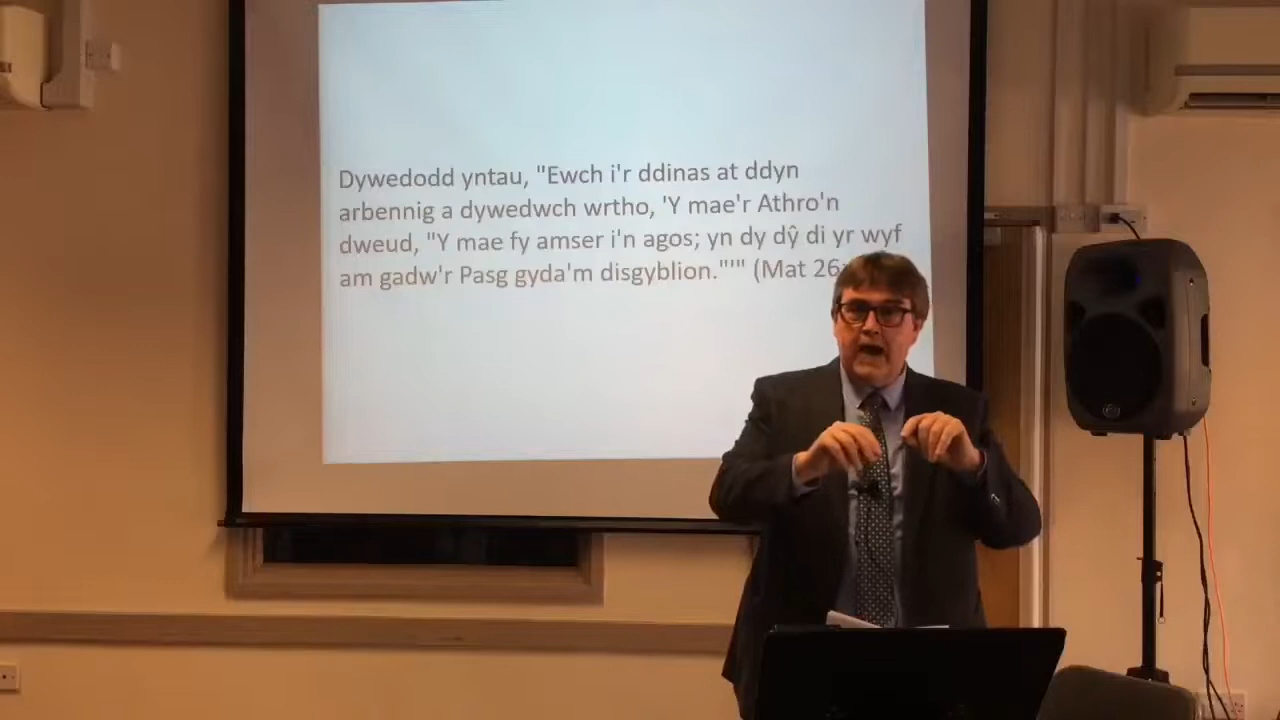 Dywedodd yntau, "Ewch i'r ddinas at ddyn
arbennig a dywedwch wrtho, 'Y mae'r Athro'n
dweud, "Y mae fy amser i'n agos; yn dy dŷ di yr wyf
am gadw'r Pasg gyda'm disgyblion."'" (Mat 26